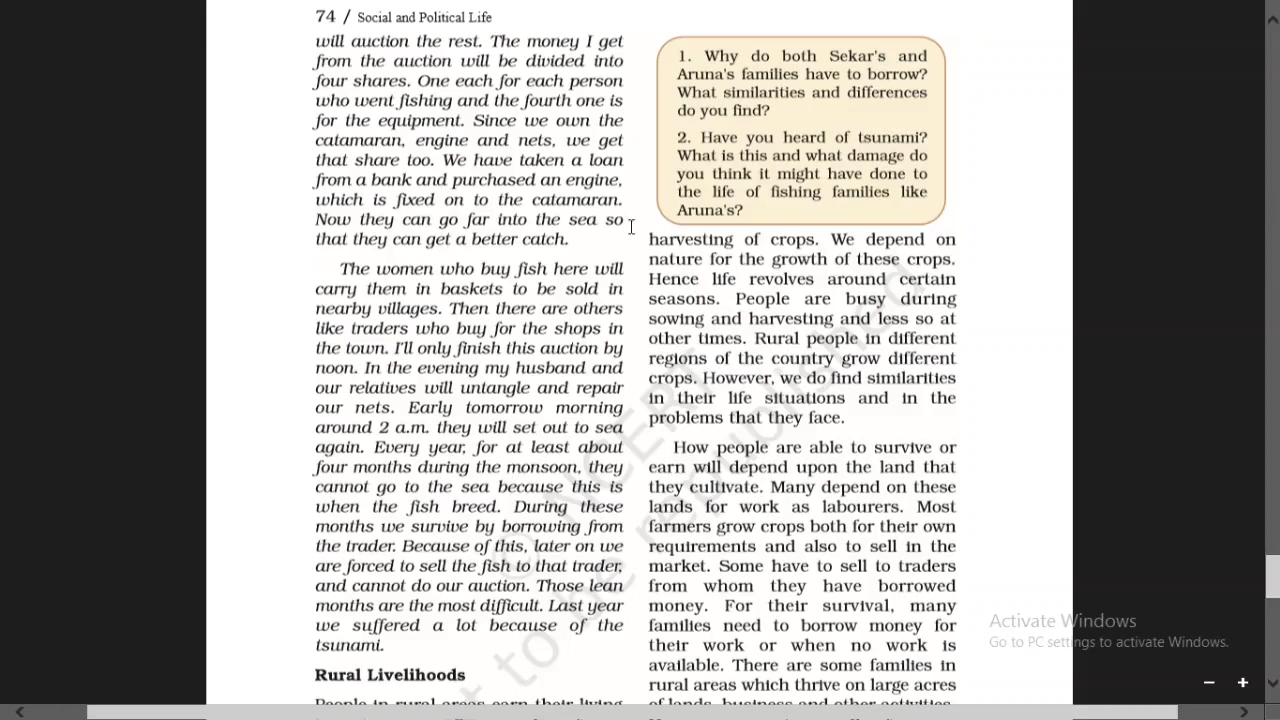 74 / Social and Political Life
will auction the rest. The money I get
from the auction will be divided into
four shares. One each for each person
who went fishing and the fourth one is
for the equipment. Since we own the
catamaran, engine and nets, we get
that share too. We have taken a loan
from a bank and purchased an engine,
which is fixed on to the catamaran.
Now they can go far into the sea so
that they can get a better catch.
The women who buy fish here will
carry them in baskets to be sold in
nearby villages. Then there are others
like traders who buy for the shops in
the town. I'll only finish this auction by
noon. In the evening my husband and
our relatives will untangle and repair
our nets. Early tomorrow morning
around 2 a.m. they will set out to sea
again. Every year, for at least about
four months during the monsoon, they
cannot go to the sea because this is
when the fish breed. During these
months we survive by borrowing from
the trader. Because of this, later on we
are forced to sell the fish to that trader,
and cannot do our auction. Those lean
months are the most difficult. Last year
we suffered a lot because of the
tsunami.
Rural Livelihoods
People in rural areas earn their living
1. Why do both Sekar's and
Aruna's families have to borrow?
What similarities and differences
do you find?
2. Have you heard of tsunami?
What is this and what damage do
you think it might have done to
the life of fishing families like
Aruna's?
harvesting of crops. We depend on
nature for the growth of these crops.
Hence life revolves around certain
seasons. People are busy during
sowing and harvesting and less so at
other times. Rural people in different
regions of the country grow different
crops. However, we do find similarities
in their life situations and in the
problems that they face.
How people are able to survive or
earn will depend upon the land that
they cultivate. Many depend on these
lands for work as labourers. Most
farmers grow crops both for their own
requirements and also to sell in the
market. Some have to sell to traders
from whom they have borrowed
money. For their survival, many
families need to borrow money for
their work or when no work is
available. There are some families in
rural areas which thrive on large acres
of lands, business and other activities.
© NCERT
to be republished
Activate Windows
Go to PC settings to activate Windows.